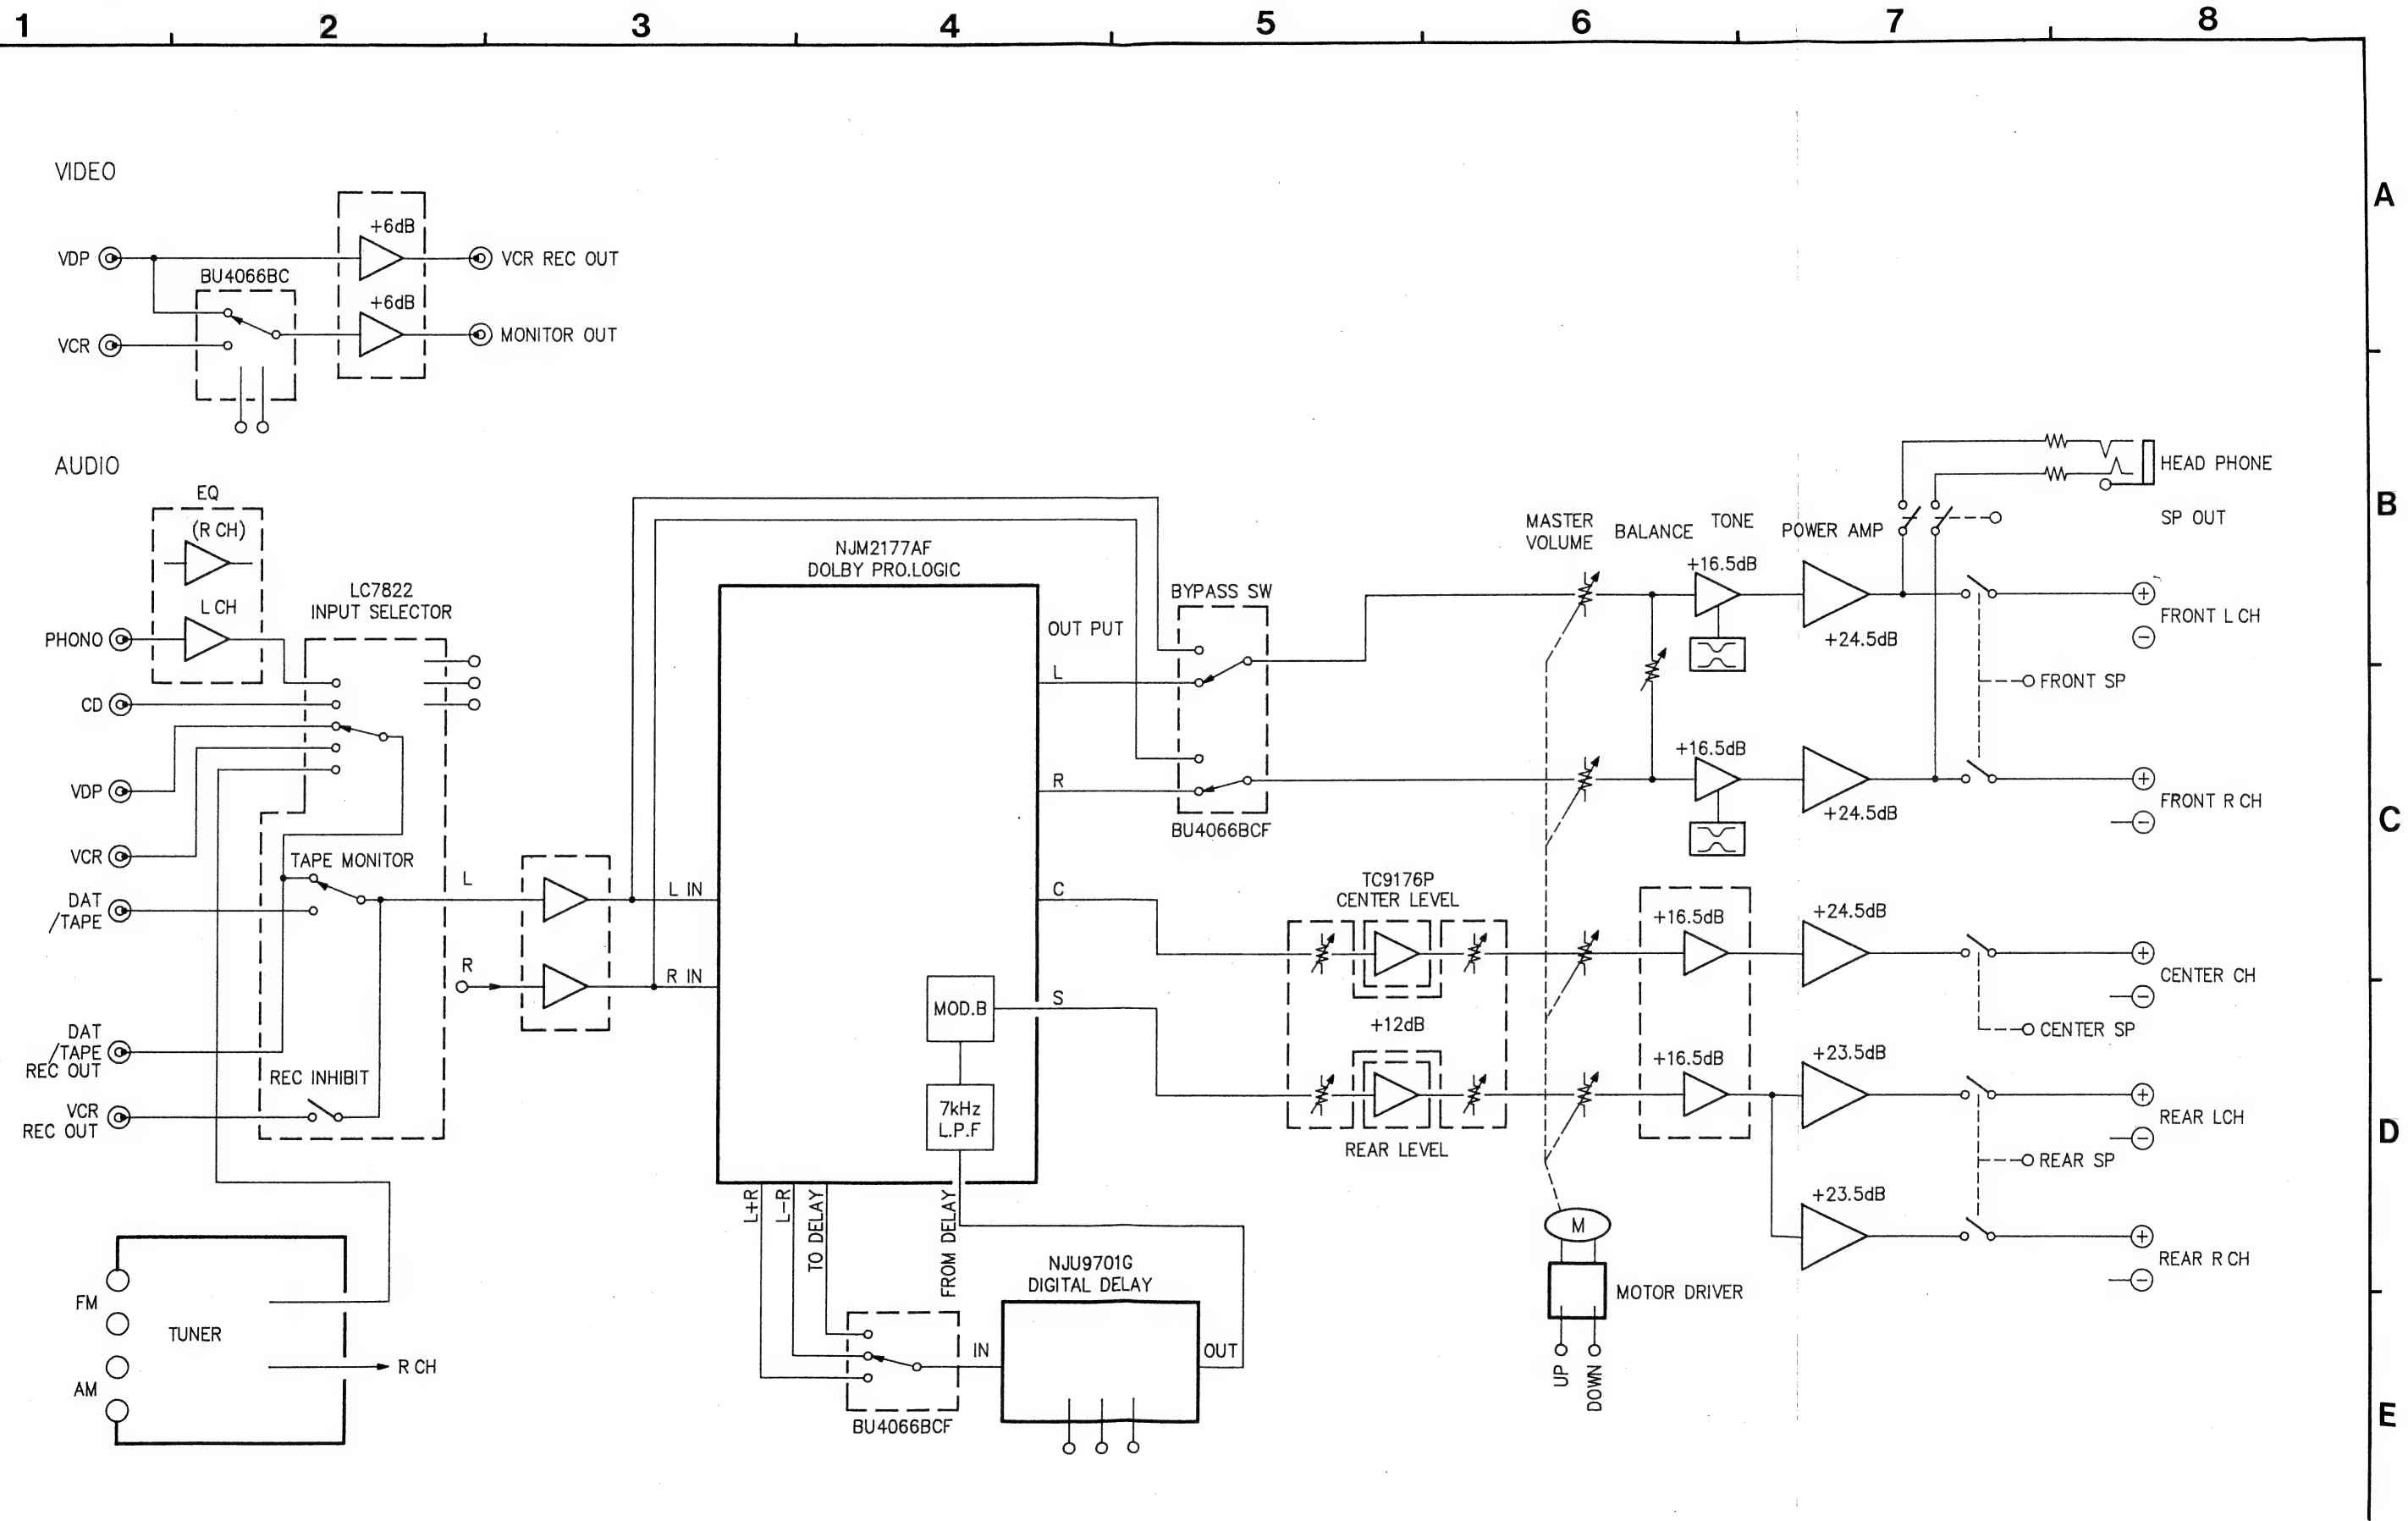 1 2 3 4 5 6 7 8
A
B
C
D
E
VIDEO
VDP
BU4066BC
VCR
+6dB
+6dB
VCR REC OUT
MONITOR OUT
AUDIO
EQ
(R CH)
L CH
PHONO
CD
VDP
VCR
DAT
/TAPE
DAT
/TAPE
REC OUT
VCR
REC OUT
LC7822
INPUT SELECTOR
TAPE MONITOR
REC INHIBIT
L
R
FM
AM
TUNER
R CH
NJM2177AF
DOLBY PRO.LOGIC
L IN
R IN
MOD.B
7kHz
L.P.F
L+R
L-R
TO DELAY
FROM DELAY
BU4066BCF
IN
NJU9701G
DIGITAL DELAY
OUT
OUT PUT
L
R
C
S
BYPASS SW
BU4066BCF
TC9176P
CENTER LEVEL
+12dB
REAR LEVEL
MASTER
VOLUME
BALANCE
TONE
POWER AMP
+16.5dB
+24.5dB
+16.5dB
+24.5dB
+16.5dB
+24.5dB
+16.5dB
+23.5dB
+23.5dB
M
MOTOR DRIVER
UP
DOWN
HEAD PHONE
SP OUT
FRONT L CH
FRONT SP
FRONT R CH
CENTER CH
CENTER SP
REAR LCH
REAR SP
REAR R CH